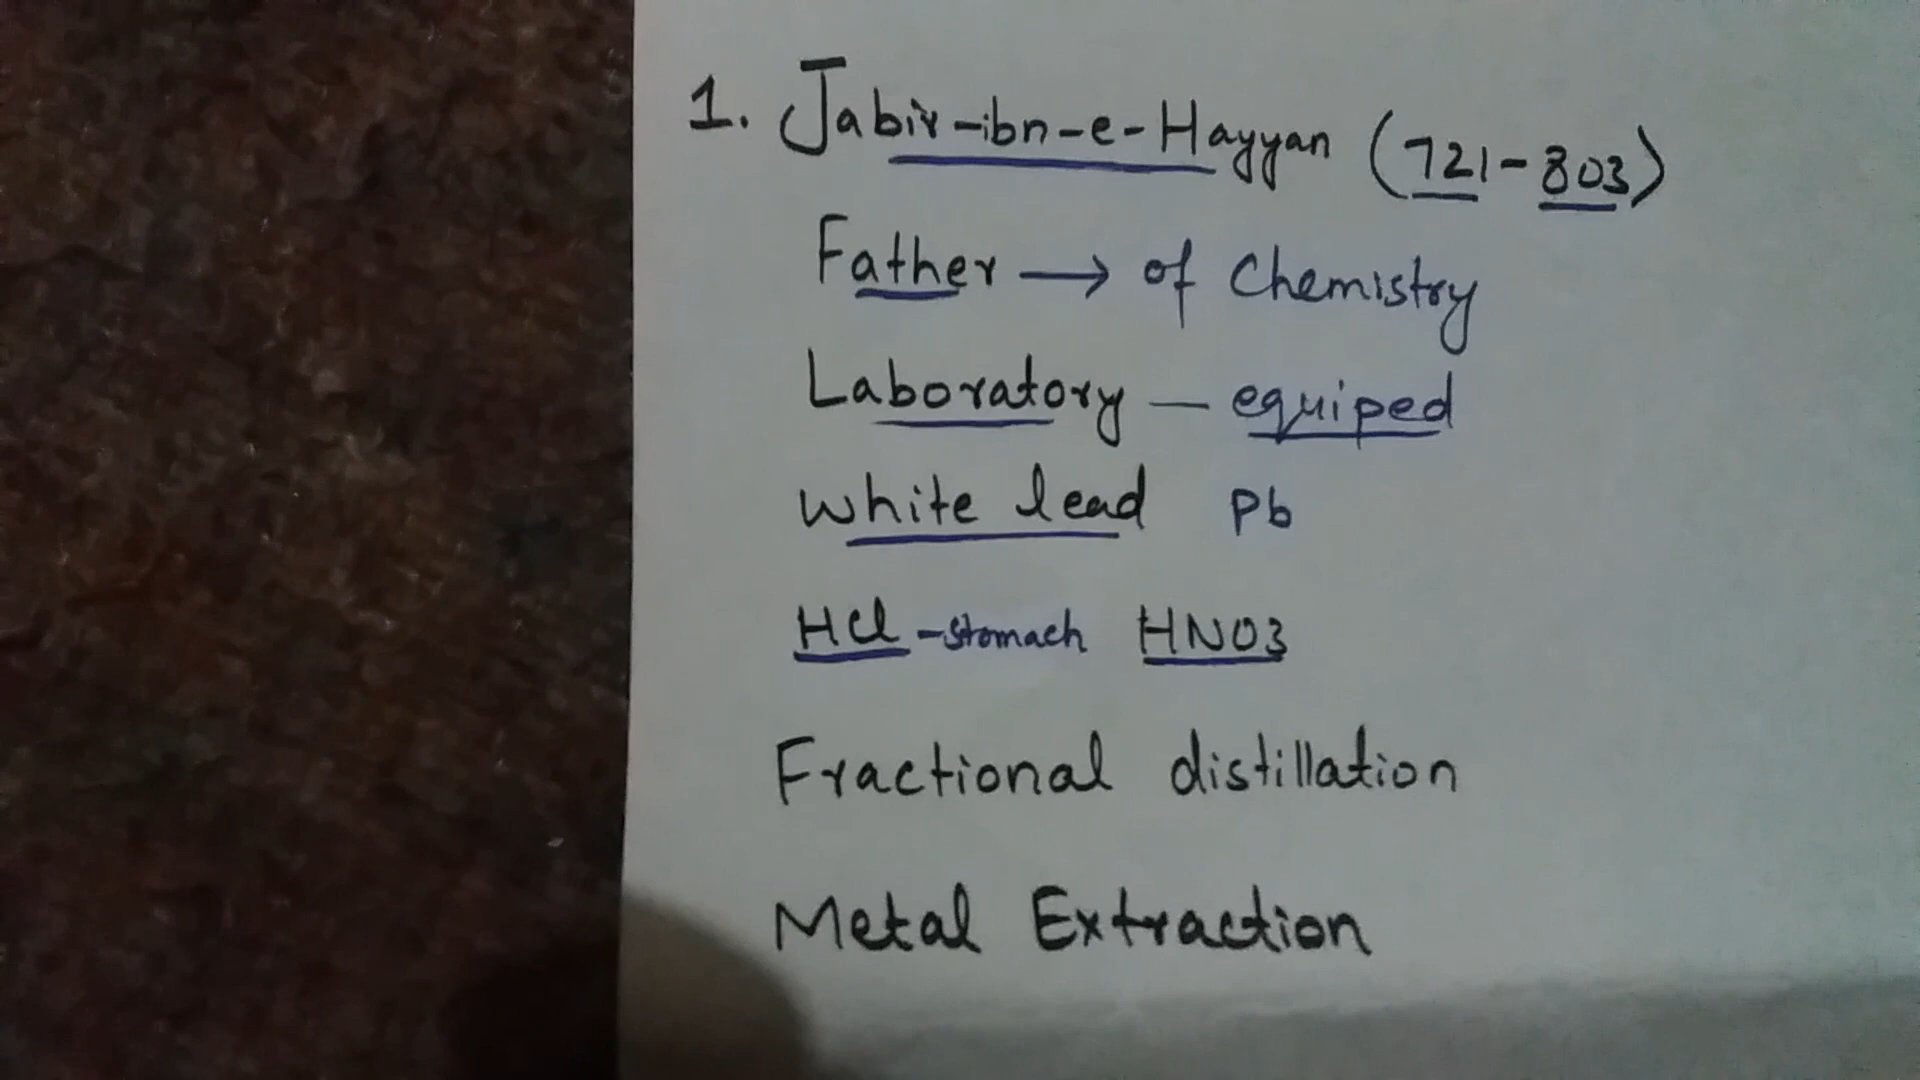 1. Jabir-ibn-e-Hayyan (721-803)
Father → of Chemistry
Laboratory — equiped
White lead Pb
HCl - stomach HNO3
Fractional distillation
Metal Extraction